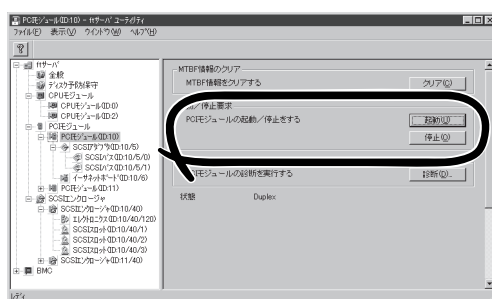 PCIモジュール(ID:10) - ftサーバ ユーティリティ
ファイル(F) 表示(V) ウインドウ(W) ヘルプ(H)
ftサーバ
全般
ディスク予防保守
CPUモジュール
CPUモジュール(ID:0)
CPUモジュール(ID:2)
PCIモジュール
PCIモジュール(ID:10)
SCSIアダプタ(ID:10/5)
SCSIバス(ID:10/5/0)
SCSIバス(ID:10/5/1)
イーサネットボード(ID:10/6)
PCIモジュール(ID:11)
SCSIエンクロージャ
SCSIエンクロージャ(ID:10/40)
エレクトロニクス(ID:10/40/120)
SCSIスロット(ID:10/40/1)
SCSIスロット(ID:10/40/2)
SCSIスロット(ID:10/40/3)
SCSIエンクロージャ(ID:11/40)
BMC
MTBF情報のクリア
MTBF情報をクリアする
クリア(C)
/停止要求
PCIモジュールの起動/停止をする
起動(U)
停止(O)
モジュールの診断を実行する
診断(D)...
状態 Duplex
レディ